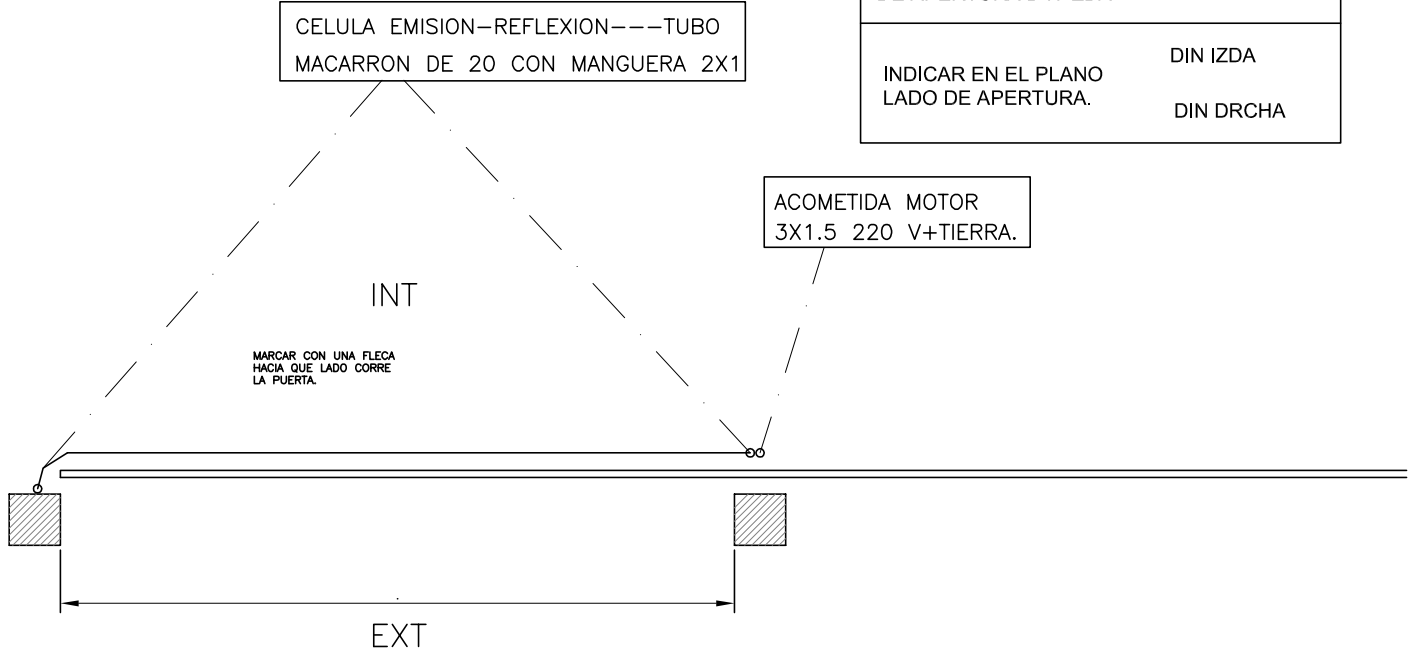 CELULA EMISION-REFLEXION---TUBO
MACARRON DE 20 CON MANGUERA 2X1
INDICAR EN EL PLANO
LADO DE APERTURA.
DIN IZDA
DIN DRCHA
ACOMETIDA MOTOR
3X1.5 220 V+TIERRA.
INT
MARCAR CON UNA FLECA
HACIA QUE LADO CORRE
LA PUERTA.
EXT